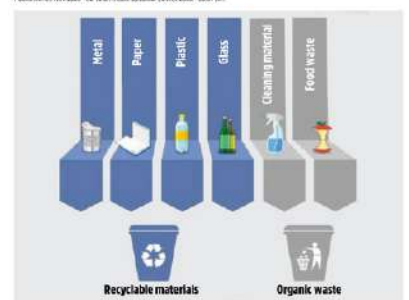 Metal
Paper
Plastic
Glass
Cleaning material
Food waste
Recyclable materials
Organic waste